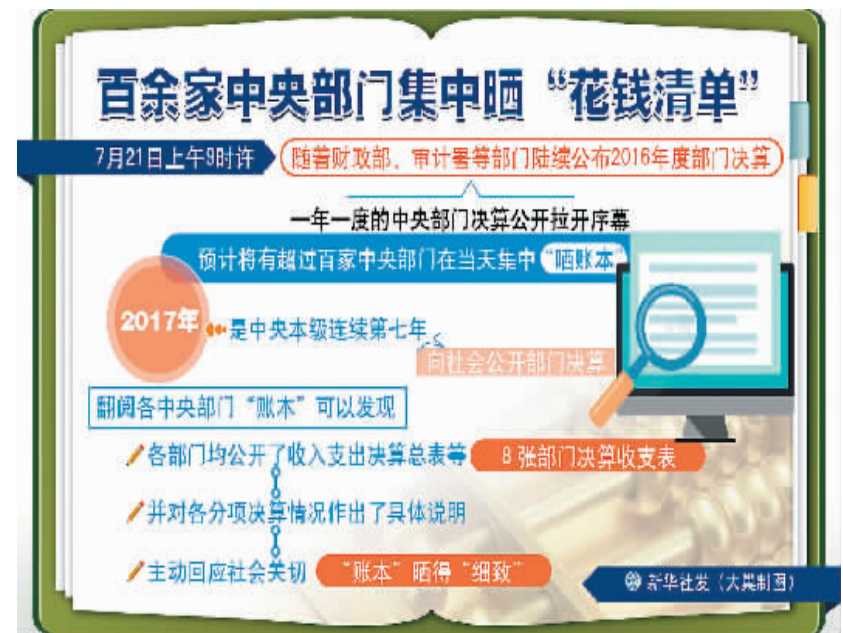 百余家中央部门集中晒“花钱清单”
7月21日上午9时许
随着财政部、审计署等部门陆续公布2016年度部门决算
一年一度的中央部门决算公开拉开序幕
预计将有超过百家中央部门在当天集中“晒账本”
2017年
是中央本级连续第七年
向社会公开部门决算
翻阅各中央部门“账本”可以发现
各部门均公开了收入支出决算总表等
8张部门决算收支表
并对各分项决算情况作出了具体说明
主动回应社会关切
“账本”晒得“细致”
新华社发（大巢制图）